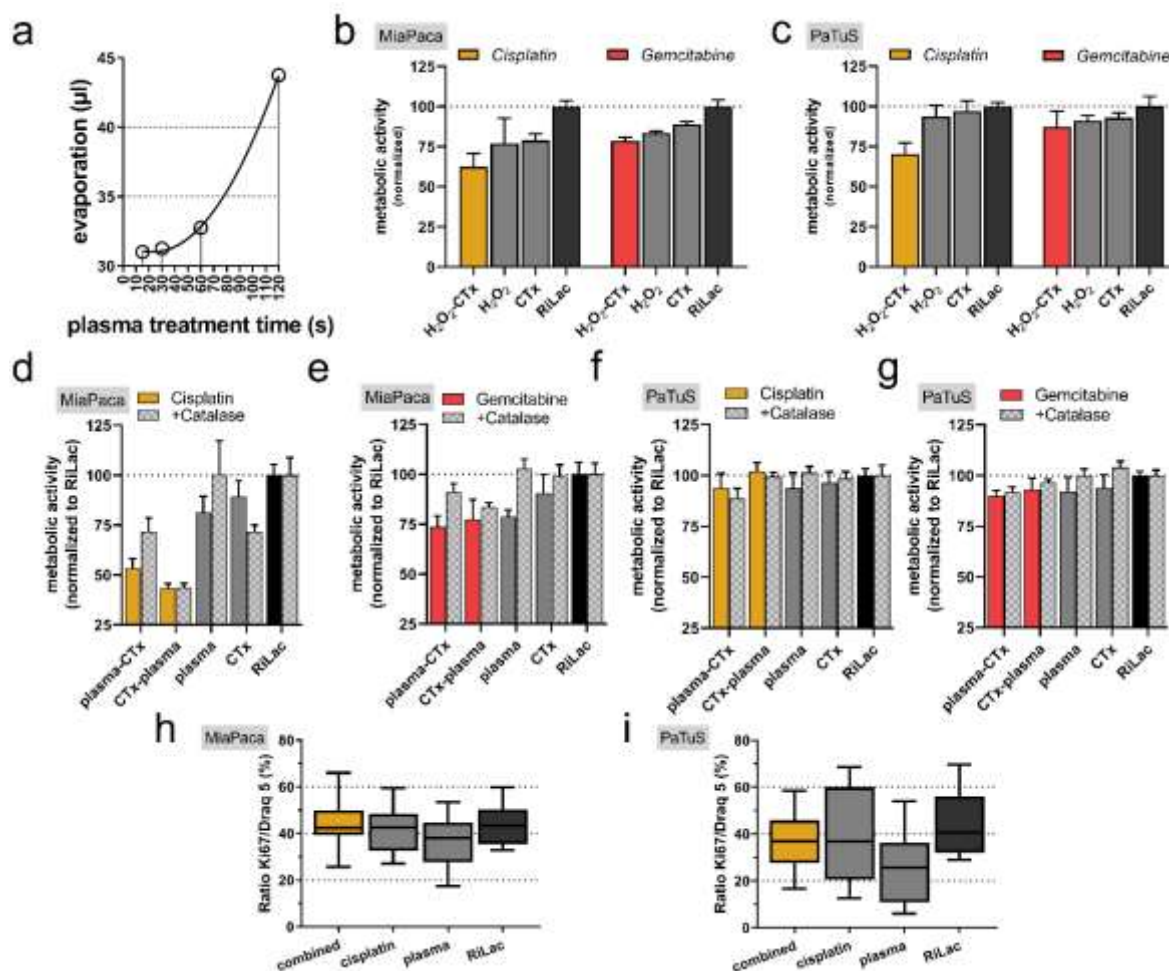 a
evaporation (µl)
45
40
35
30
0
10
20
30
40
50
60
70
80
90
100
110
120
plasma treatment time (s)
b
MiaPaca
Cisplatin
Gemcitabine
metabolic activity
(normalized)
125
100
75
50
25
0
H₂O₂-CTx
H₂O₂
CTx
RiLac
H₂O₂-CTx
H₂O₂
CTx
RiLac
c
PaTuS
Cisplatin
Gemcitabine
metabolic activity
(normalized)
125
100
75
50
25
0
H₂O₂-CTx
H₂O₂
CTx
RiLac
H₂O₂-CTx
H₂O₂
CTx
RiLac
d
MiaPaca
Cisplatin
+Catalase
metabolic activity
(normalized to RiLac)
125
100
75
50
25
plasma-CTx
CTx-plasma
plasma
CTx
RiLac
e
MiaPaca
Gemcitabine
+Catalase
metabolic activity
(normalized to RiLac)
125
100
75
50
25
plasma-CTx
CTx-plasma
plasma
CTx
RiLac
f
PaTuS
Cisplatin
+Catalase
metabolic activity
(normalized to RiLac)
125
100
75
50
25
plasma-CTx
CTx-plasma
plasma
CTx
RiLac
g
PaTuS
Gemcitabine
+Catalase
metabolic activity
(normalized to RiLac)
125
100
75
50
25
plasma-CTx
CTx-plasma
plasma
CTx
RiLac
h
MiaPaca
Ratio Ki67/Draq 5 (%)
80
60
40
20
0
combined
cisplatin
plasma
RiLac
i
PaTuS
Ratio Ki67/Draq 5 (%)
80
60
40
20
0
combined
cisplatin
plasma
RiLac